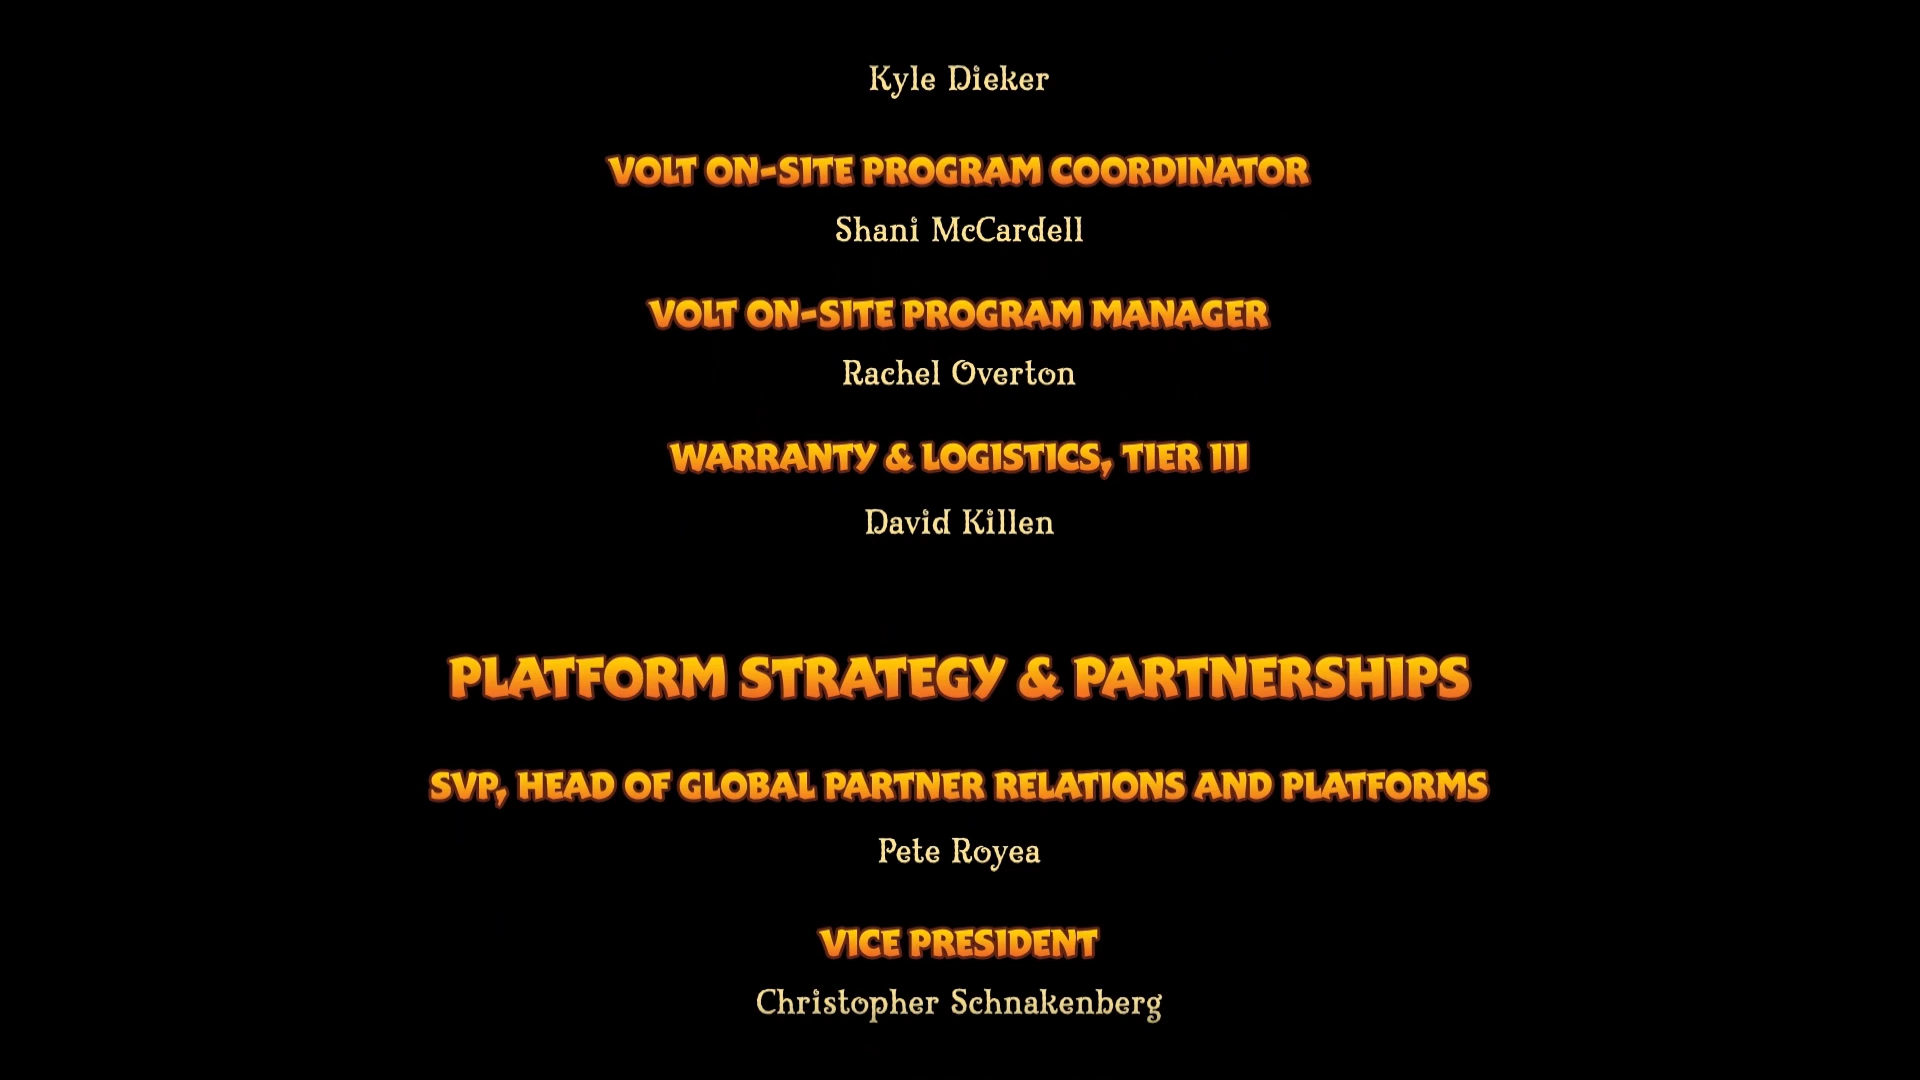 Kyle Dieker
VOLT ON-SITE PROGRAM COORDINATOR
Shani McCardell
VOLT ON-SITE PROGRAM MANAGER
Rachel Overton
WARRANTY & LOGISTICS, TIER III
David Killen
PLATFORM STRATEGY & PARTNERSHIPS
SVP, HEAD OF GLOBAL PARTNER RELATIONS AND PLATFORMS
Pete Royea
VICE PRESIDENT
Christopher Schnakenberg